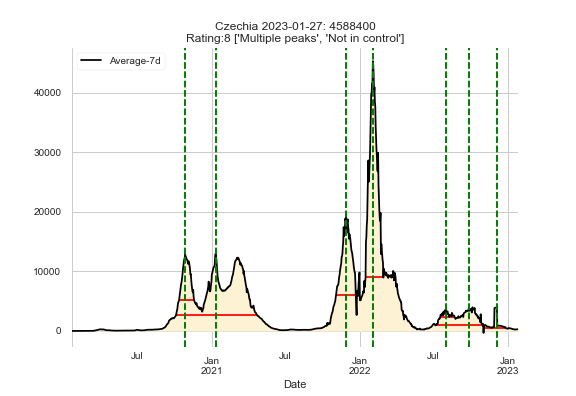 Czechia 2023-01-27: 4588400
Rating:8 ['Multiple peaks', 'Not in control']
Average-7d
40000
30000
20000
10000
0
Jul
Jan
2021
Jul
Jan
2022
Jul
Jan
2023
Date